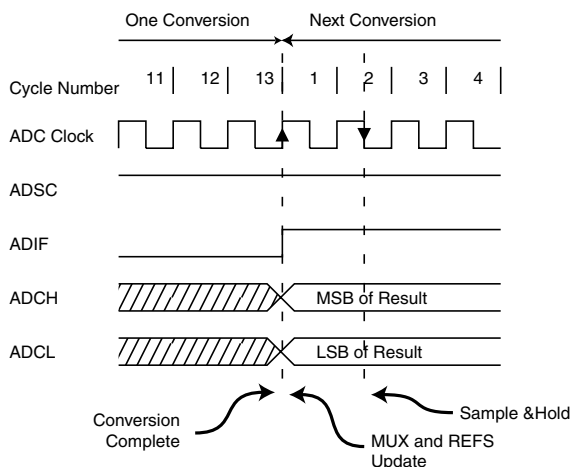 One Conversion Next Conversion
Cycle Number 11 12 13 1 2 3 4
ADC Clock
ADSC
ADIF
ADCH MSB of Result
ADCL LSB of Result
Conversion
Complete
MUX and REFS
Update
Sample &Hold